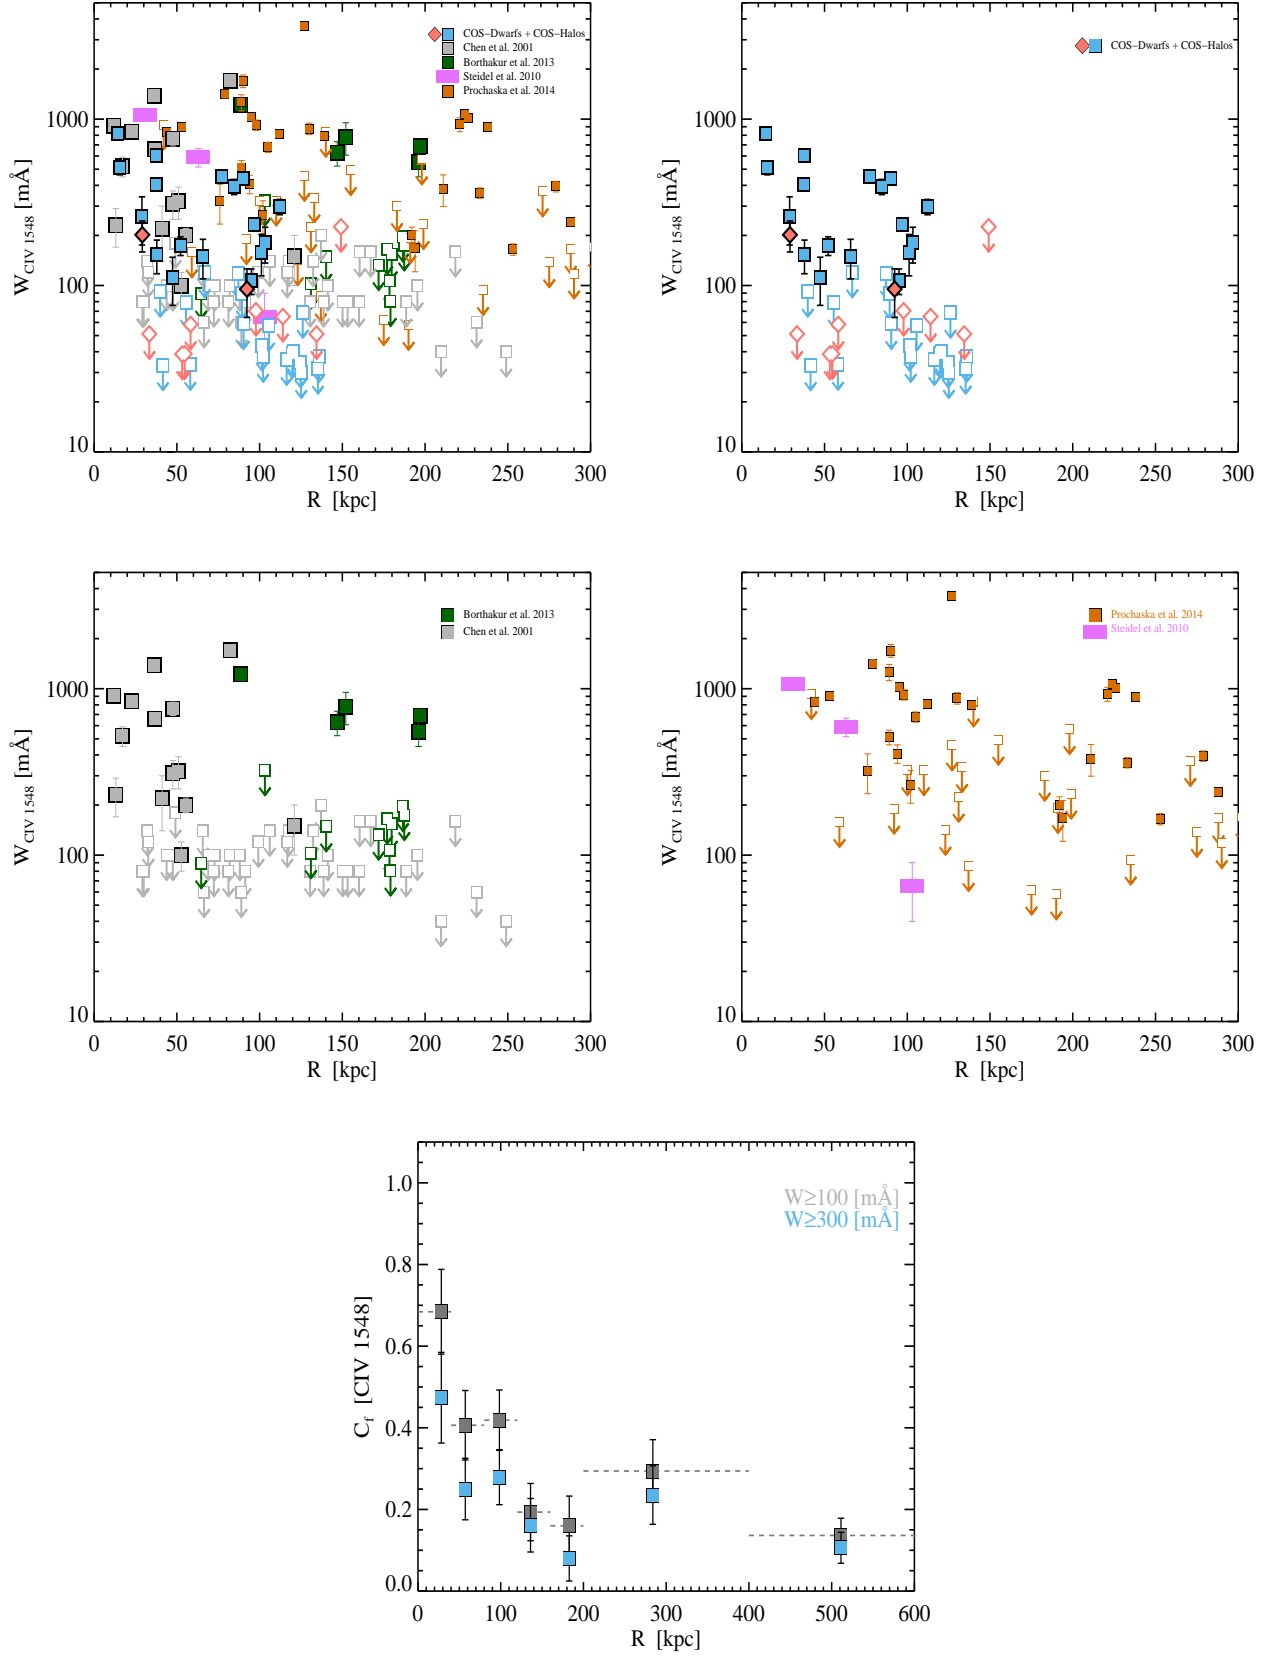 COS−Dwarfs + COS−Halos
Chen et al. 2001
Borthakur et al. 2013
Steidel et al. 2010
Prochaska et al. 2014
1000
100
10
W CIV 1548 [mÅ]
0 50 100 150 200 250 300
R [kpc]
COS−Dwarfs + COS−Halos
1000
100
10
W CIV 1548 [mÅ]
0 50 100 150 200 250 300
R [kpc]
Borthakur et al. 2013
Chen et al. 2001
1000
100
10
W CIV 1548 [mÅ]
0 50 100 150 200 250 300
R [kpc]
Prochaska et al. 2014
Steidel et al. 2010
1000
100
10
W CIV 1548 [mÅ]
0 50 100 150 200 250 300
R [kpc]
W≥100 [mÅ]
W≥300 [mÅ]
1.0
0.8
0.6
0.4
0.2
0.0
C f [CIV 1548]
0 100 200 300 400 500 600
R [kpc]